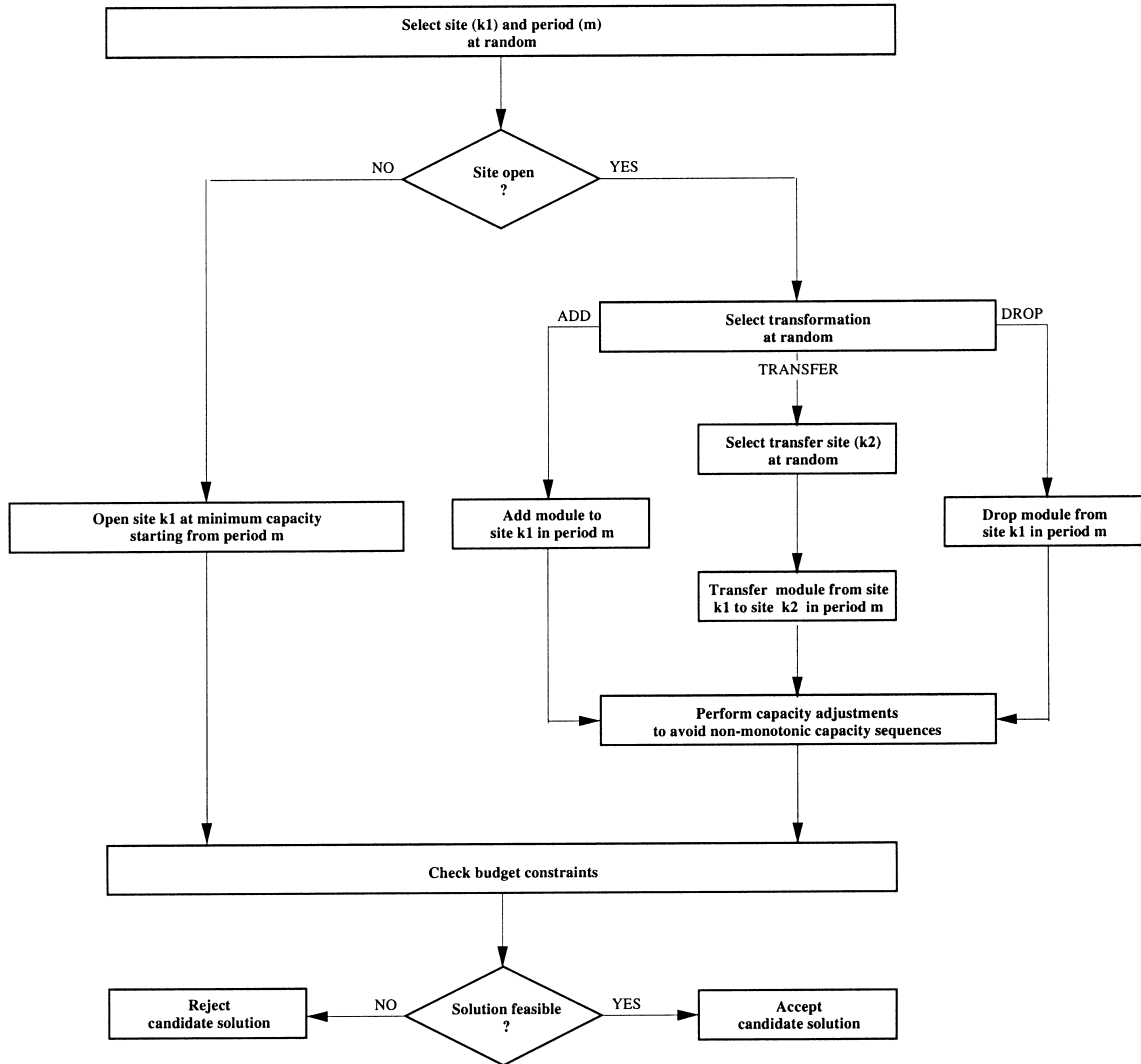 Select site (k1) and period (m)
at random
NO
Site open
?
YES
ADD
Select transformation
at random
DROP
TRANSFER
Select transfer site (k2)
at random
Open site k1 at minimum capacity
starting from period m
Add module to
site k1 in period m
Drop module from
site k1 in period m
Transfer module from site
k1 to site k2 in period m
Perform capacity adjustments
to avoid non-monotonic capacity sequences
Check budget constraints
Reject
candidate solution
NO
Solution feasible
?
YES
Accept
candidate solution